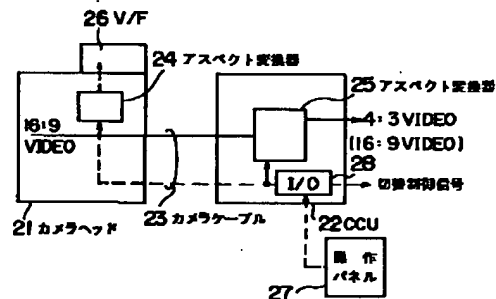 26 V/F
24 アスペクト変換器
25 アスペクト変換器
16:9
VIDEO
4:3 VIDEO
(16:9 VIDEO)
28
I/O
切替制御信号
23 カメラケーブル
22 CCU
21 カメラヘッド
操作
パネル
27